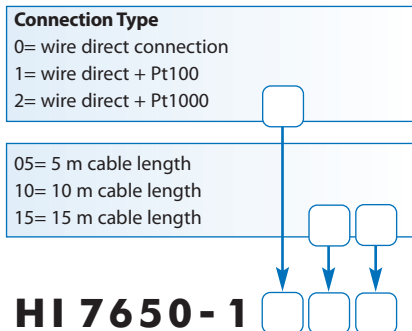 Connection Type
0= wire direct connection
1= wire direct + Pt100
2= wire direct + Pt1000
05= 5 m cable length
10= 10 m cable length
15= 15 m cable length
HI 7650-1